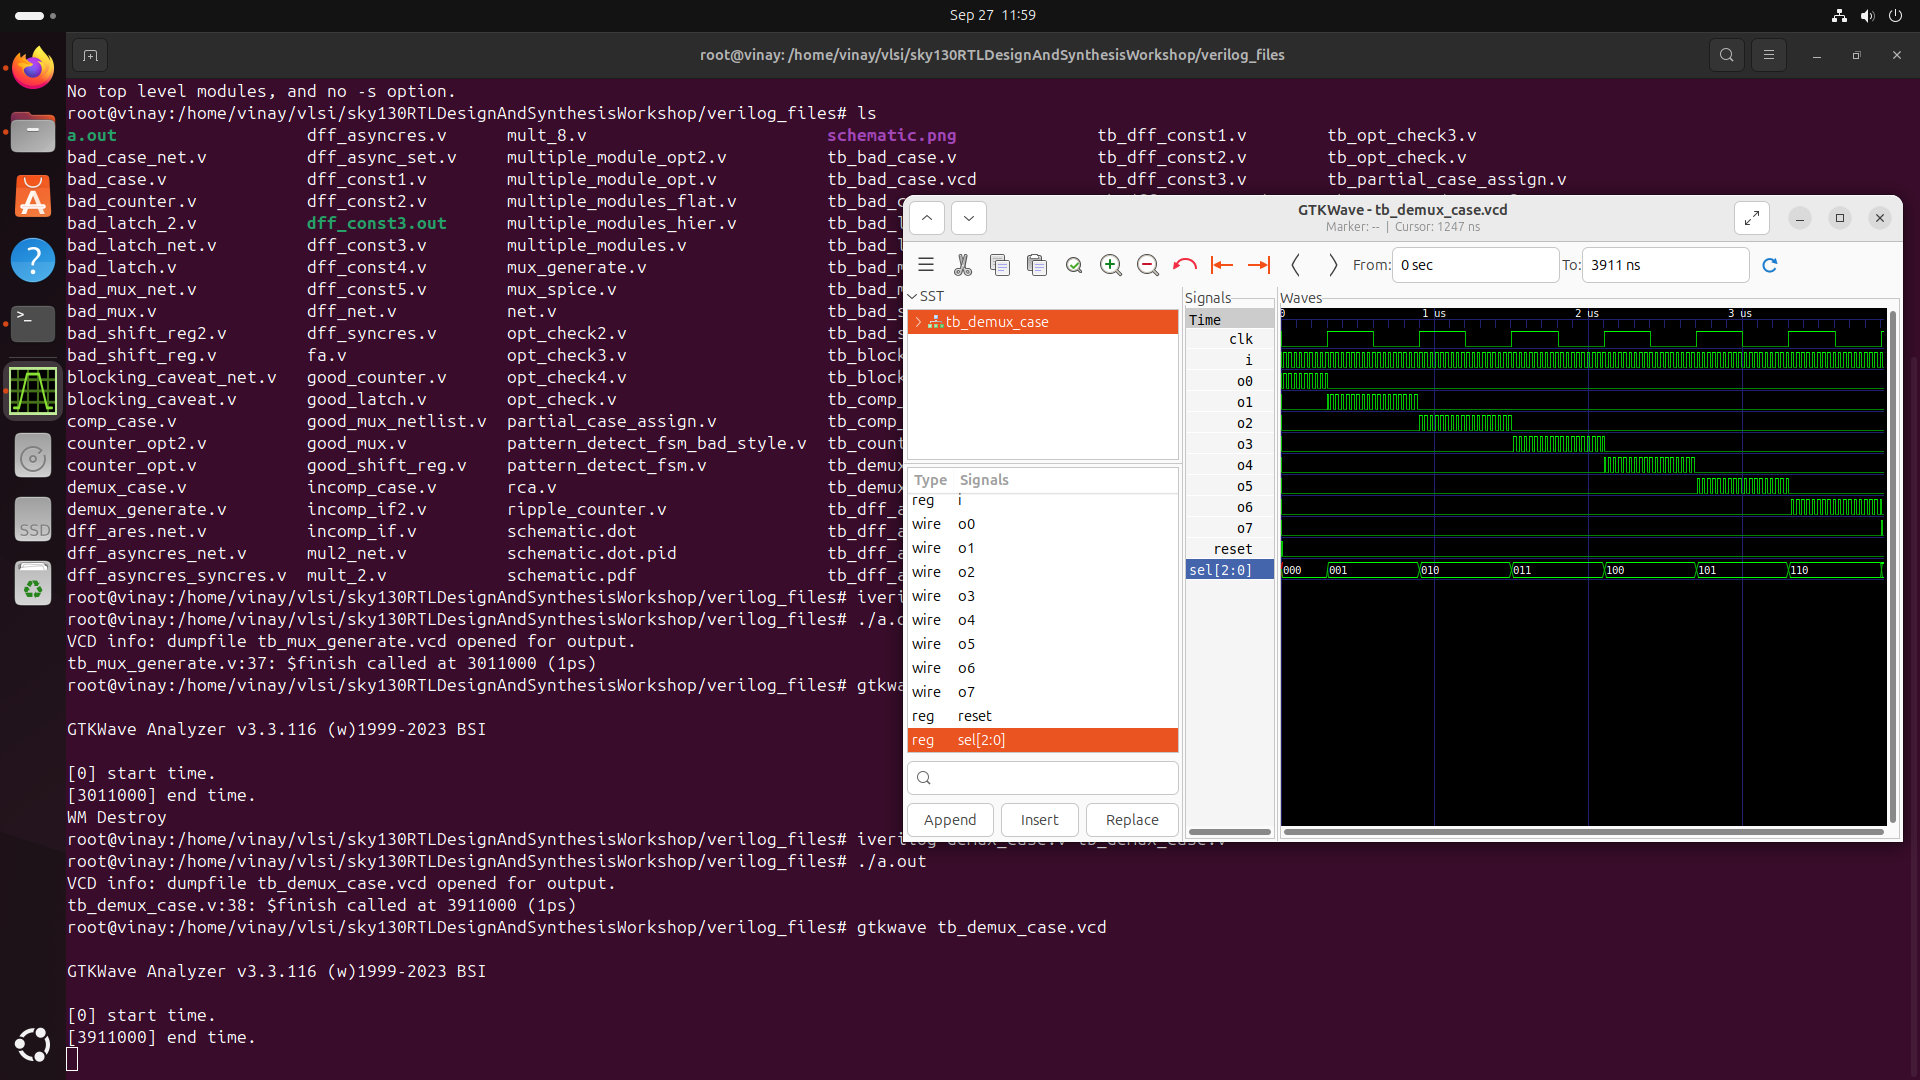 Sep 27 11:59
root@vinay: /home/vinay/vlsi/sky130RTLDesignAndSynthesisWorkshop/verilog_files
No top level modules, and no -s option.
root@vinay:/home/vinay/vlsi/sky130RTLDesignAndSynthesisWorkshop/verilog_files# ls
a.out dff_asyncres.v mult_8.v schematic.png tb_dff_const1.v tb_opt_check3.v
bad_case_net.v dff_async_set.v multiple_module_opt2.v tb_bad_case.v tb_dff_const2.v tb_opt_check.v
bad_case.v dff_const1.v multiple_module_opt.v tb_bad_case.vcd tb_dff_const3.v tb_partial_case_assign.v
bad_counter.v dff_const2.v multiple_modules_flat.v tb_bad_c
bad_latch_2.v dff_const3.out multiple_modules_hier.v tb_bad_l
bad_latch_net.v dff_const3.v multiple_modules.v tb_bad_l
bad_latch.v dff_const4.v mux_generate.v tb_bad_m
bad_mux_net.v dff_const5.v mux_spice.v tb_bad_m
bad_mux.v dff_net.v net.v tb_bad_s
bad_shift_reg2.v dff_syncres.v opt_check2.v tb_bad_s
bad_shift_reg.v fa.v opt_check3.v tb_block
blocking_caveat_net.v good_counter.v opt_check4.v tb_block
blocking_caveat.v good_latch.v opt_check.v tb_comp_
comp_case.v good_mux_netlist.v partial_case_assign.v tb_comp_
counter_opt2.v good_mux.v pattern_detect_fsm_bad_style.v tb_count
counter_opt.v good_shift_reg.v pattern_detect_fsm.v tb_demux
demux_case.v incomp_case.v rca.v tb_demux
demux_generate.v incomp_if2.v ripple_counter.v tb_dff_a
dff_ares.net.v incomp_if.v schematic.dot tb_dff_a
dff_asyncres_net.v mul2_net.v schematic.dot.pid tb_dff_a
dff_asyncres_syncres.v mult_2.v schematic.pdf tb_dff_a
root@vinay:/home/vinay/vlsi/sky130RTLDesignAndSynthesisWorkshop/verilog_files# iveri
root@vinay:/home/vinay/vlsi/sky130RTLDesignAndSynthesisWorkshop/verilog_files# ./a.o
VCD info: dumpfile tb_mux_generate.vcd opened for output.
tb_mux_generate.v:37: $finish called at 3011000 (1ps)
root@vinay:/home/vinay/vlsi/sky130RTLDesignAndSynthesisWorkshop/verilog_files# gtkwa
GTKWave Analyzer v3.3.116 (w)1999-2023 BSI
[0] start time.
[3011000] end time.
WM Destroy
root@vinay:/home/vinay/vlsi/sky130RTLDesignAndSynthesisWorkshop/verilog_files# iverilog demux_case.v tb_demux_case.v
root@vinay:/home/vinay/vlsi/sky130RTLDesignAndSynthesisWorkshop/verilog_files# ./a.out
VCD info: dumpfile tb_demux_case.vcd opened for output.
tb_demux_case.v:38: $finish called at 3911000 (1ps)
root@vinay:/home/vinay/vlsi/sky130RTLDesignAndSynthesisWorkshop/verilog_files# gtkwave tb_demux_case.vcd
GTKWave Analyzer v3.3.116 (w)1999-2023 BSI
[0] start time.
[3911000] end time.
SSD
GTKWave - tb_demux_case.vcd
Marker: -- | Cursor: 1247 ns
From: 0 sec To: 3911 ns
SST
tb_demux_case
Type Signals
reg i
wire o0
wire o1
wire o2
wire o3
wire o4
wire o5
wire o6
wire o7
reg reset
reg sel[2:0]
Append Insert Replace
Signals
Time
clk
i
o0
o1
o2
o3
o4
o5
o6
o7
reset
sel[2:0]
Waves
0 1 us 2 us 3 us
000 001 010 011 100 101 110